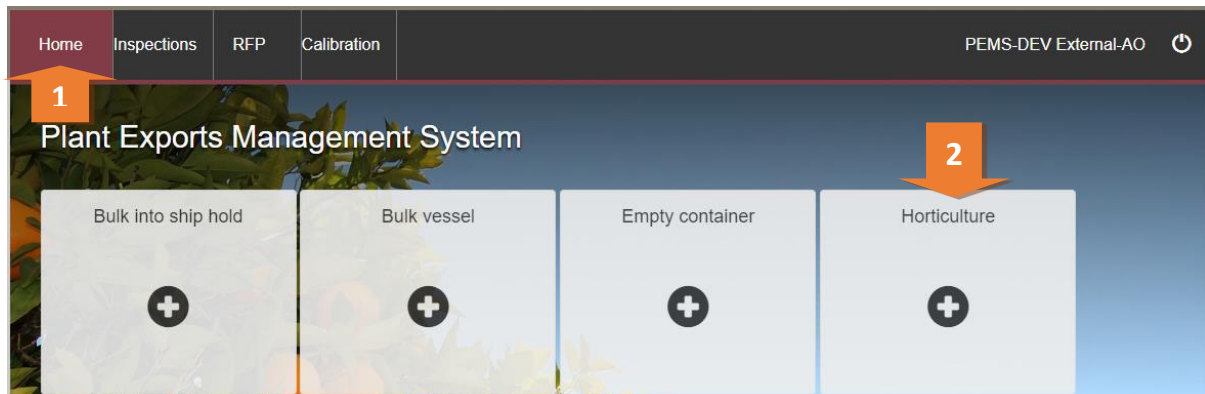 Home Inspections RFP Calibration PEMS-DEV External-AO
1
Plant Exports Management System
2
Bulk into ship hold Bulk vessel Empty container Horticulture